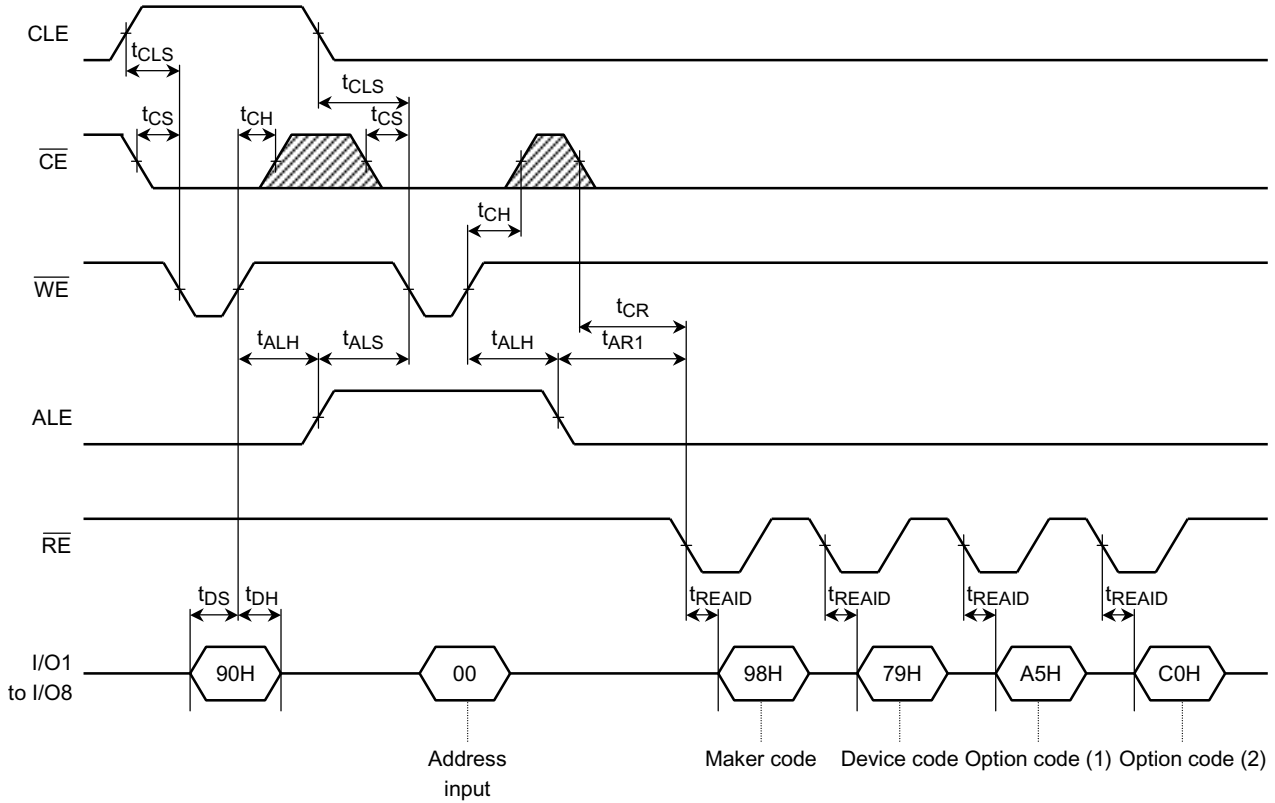 CLE
tCLS
tCLS
tCS
tCH
tCS
CE
tCH
WE
tCR
tALH
tALS
tALH
tAR1
ALE
RE
tDS
tDH
tREAID
tREAID
tREAID
tREAID
I/O1
to I/O8
90H
00
98H
79H
A5H
C0H
Address
input
Maker code
Device code
Option code (1)
Option code (2)